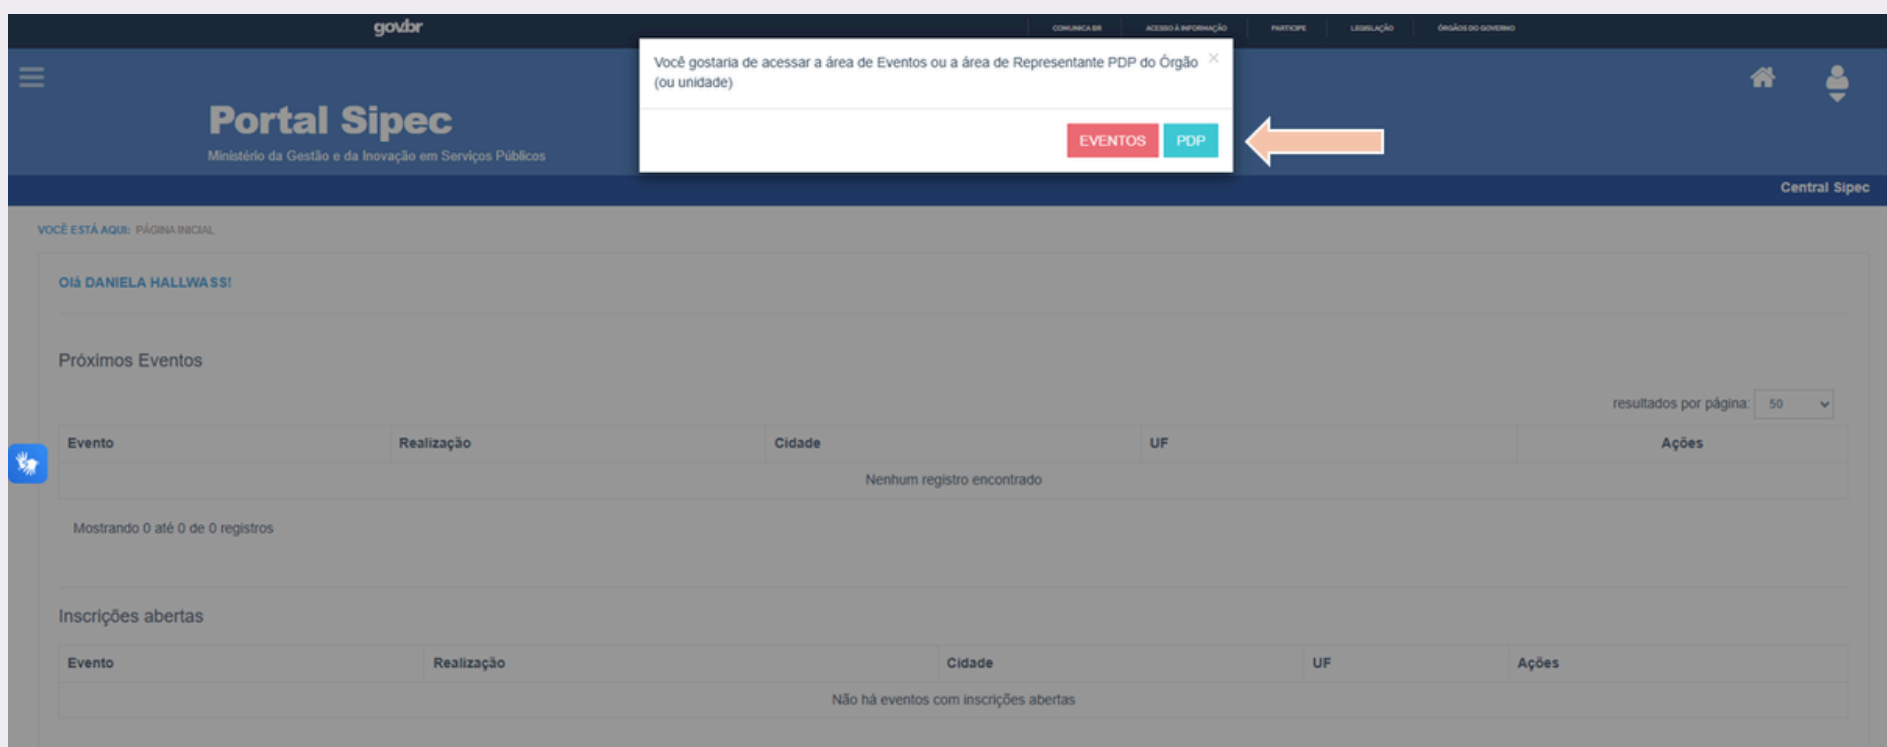 gov.br
COMUNICA BR ACESSO À INFORMAÇÃO PARTICIPE LEGISLAÇÃO ÓRGÃOS DO GOVERNO
Você gostaria de acessar a área de Eventos ou a área de Representante PDP do Órgão ×
(ou unidade)
EVENTOS PDP
Portal Sipec
Ministério da Gestão e da Inovação em Serviços Públicos
Central Sipec
VOCÊ ESTÁ AQUI: PÁGINA INICIAL
Olá DANIELA HALLWASS!
Próximos Eventos
resultados por página: 50
Evento Realização Cidade UF Ações
Nenhum registro encontrado
Mostrando 0 até 0 de 0 registros
Inscrições abertas
Evento Realização Cidade UF Ações
Não há eventos com inscrições abertas